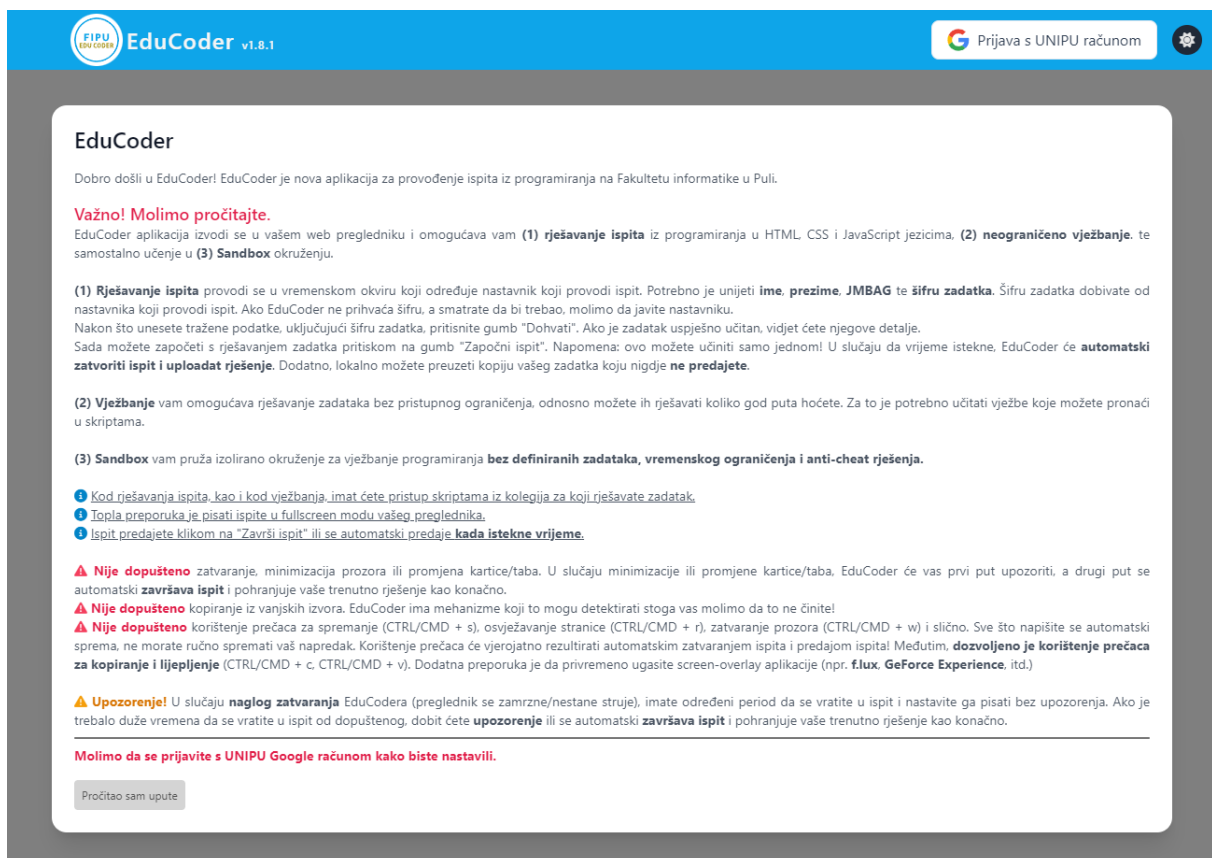 FIPU
EDU CODER
EduCoder v1.8.1
Prijava s UNIPU računom
EduCoder
Dobro došli u EduCoder! EduCoder je nova aplikacija za provođenje ispita iz programiranja na Fakultetu informatike u Puli.
Važno! Molimo pročitajte.
EduCoder aplikacija izvodi se u vašem web pregledniku i omogućava vam (1) rješavanje ispita iz programiranja u HTML, CSS i JavaScript jezicima, (2) neograničeno vježbanje. te
samostalno učenje u (3) Sandbox okruženju.
(1) Rješavanje ispita provodi se u vremenskom okviru koji određuje nastavnik koji provodi ispit. Potrebno je unijeti ime, prezime, JMBAG te šifru zadatka. Šifru zadatka dobivate od
nastavnika koji provodi ispit. Ako EduCoder ne prihvaća šifru, a smatrate da bi trebao, molimo da javite nastavniku.
Nakon što unesete tražene podatke, uključujući šifru zadatka, pritisnite gumb "Dohvati". Ako je zadatak uspješno učitan, vidjet ćete njegove detalje.
Sada možete započeti s rješavanjem zadatka pritiskom na gumb "Započni ispit". Napomena: ovo možete učiniti samo jednom! U slučaju da vrijeme istekne, EduCoder će automatski
zatvoriti ispit i uploadat rješenje. Dodatno, lokalno možete preuzeti kopiju vašeg zadatka koju nigdje ne predajete.
(2) Vježbanje vam omogućava rješavanje zadataka bez pristupnog ograničenja, odnosno možete ih rješavati koliko god puta hoćete. Za to je potrebno učitati vježbe koje možete pronaći
u skriptama.
(3) Sandbox vam pruža izolirano okruženje za vježbanje programiranja bez definiranih zadataka, vremenskog ograničenja i anti-cheat rješenja.
Kod rješavanja ispita, kao i kod vježbanja, imat ćete pristup skriptama iz kolegija za koji rješavate zadatak.
Topla preporuka je pisati ispite u fullscreen modu vašeg preglednika.
Ispit predajete klikom na "Završi ispit" ili se automatski predaje kada istekne vrijeme.
Nije dopušteno zatvaranje, minimizacija prozora ili promjena kartice/taba. U slučaju minimizacije ili promjene kartice/taba, EduCoder će vas prvi put upozoriti, a drugi put se
automatski završava ispit i pohranjuje vaše trenutno rješenje kao konačno.
Nije dopušteno kopiranje iz vanjskih izvora. EduCoder ima mehanizme koji to mogu detektirati stoga vas molimo da to ne činite!
Nije dopušteno korištenje prečaca za spremanje (CTRL/CMD + s), osvježavanje stranice (CTRL/CMD + r), zatvaranje prozora (CTRL/CMD + w) i slično. Sve što napišite se automatski
sprema, ne morate ručno spremati vaš napredak. Korištenje prečaca će vjerojatno rezultirati automatskim zatvaranjem ispita i predajom ispita! Međutim, dozvoljeno je korištenje prečaca
za kopiranje i lijepljenje (CTRL/CMD + c, CTRL/CMD + v). Dodatna preporuka je da privremeno ugasite screen-overlay aplikacije (npr. f.lux, GeForce Experience, itd.)
Upozorenje! U slučaju naglog zatvaranja EduCodera (preglednik se zamrzne/nestane struje), imate određeni period da se vratite u ispit i nastavite ga pisati bez upozorenja. Ako je
trebalo duže vremena da se vratite u ispit od dopuštenog, dobit ćete upozorenje ili se automatski završava ispit i pohranjuje vaše trenutno rješenje kao konačno.
Molimo da se prijavite s UNIPU Google računom kako biste nastavili.
Pročitao sam upute